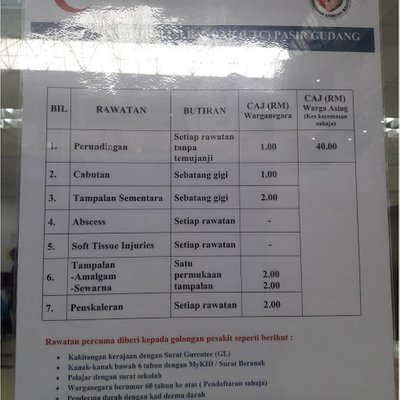 (UTC) PASIR GUDANG
BIL RAWATAN BUTIRAN CAJ (RM) Warganegara CAJ (RM) Warga Asing (Kes kecemasan sahaja)
1. Perundingan Setiap rawatan tanpa temujanji 1.00 40.00
2. Cabutan Sebatang gigi 1.00
3. Tampalan Sementara Sebatang gigi 2.00
4. Abscess Setiap rawatan -
5. Soft Tissue Injuries Setiap rawatan -
6. Tampalan Satu
-Amalgam permukaan 2.00
-Sewarna tampalan 2.00
7. Penskaleran Setiap rawatan 2.00
Rawatan percuma diberi kepada golongan pesakit seperti berikut :
• Kakitangan kerajaan dengan Surat Gurentee (GL)
• Kanak-kanak bawah 6 tahun dengan MyKID / Surat Beranak
• Pelajar dengan surat sekolah
• Warganegara berumur 60 tahun ke atas ( Pendaftaran sahaja)
• Penderma darah dengan kad derma darah